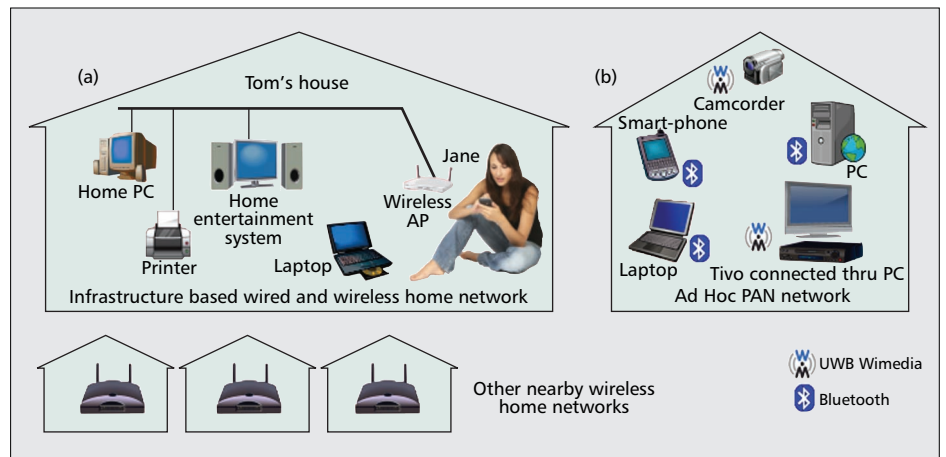 (a)
Tom's house
Home PC
Printer
Home
entertainment
system
Laptop
Wireless
AP
Jane
Infrastructure based wired and wireless home network
(b)
Camcorder
Smart-phone
PC
Laptop
Tivo connected thru PC
Ad Hoc PAN network
Other nearby wireless
home networks
UWB Wimedia
Bluetooth